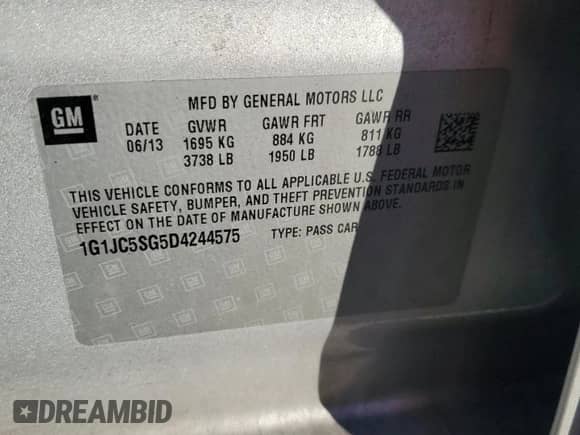 GM ®
MFD BY GENERAL MOTORS LLC
DATE GVWR GAWR FRT GAWR RR
06/13 1695 KG 884 KG 811 KG
3738 LB 1950 LB 1788 LB
THIS VEHICLE CONFORMS TO ALL APPLICABLE U.S. FEDERAL MOTOR
VEHICLE SAFETY, BUMPER, AND THEFT PREVENTION STANDARDS IN
EFFECT ON THE DATE OF MANUFACTURE SHOWN ABOVE.
1G1JC5SG5D4244575 TYPE: PASS CAR
DREAMBID